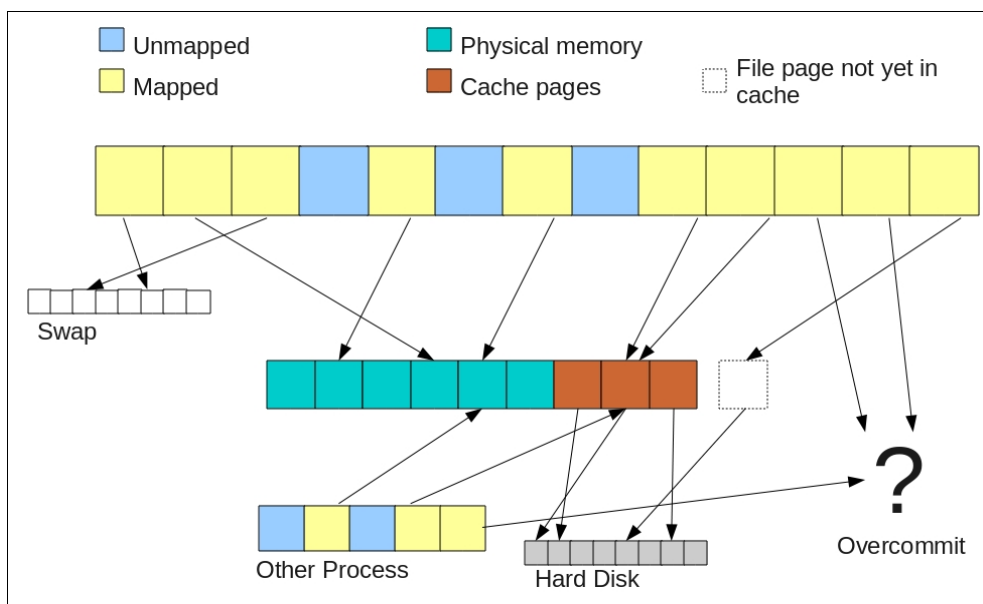 Unmapped
Physical memory
File page not yet in
cache
Mapped
Cache pages
Swap
?
Overcommit
Other Process
Hard Disk